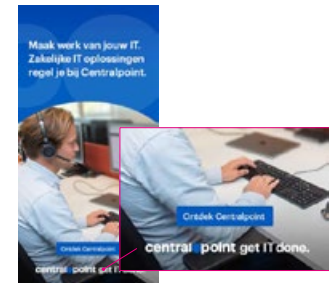 Maak werk van jouw IT.
Zakelijke IT oplossingen
regel je bij Centralpoint.
Ontdek Centralpoint
central point get IT done.
Ontdek Centralpoint
central point get IT done.